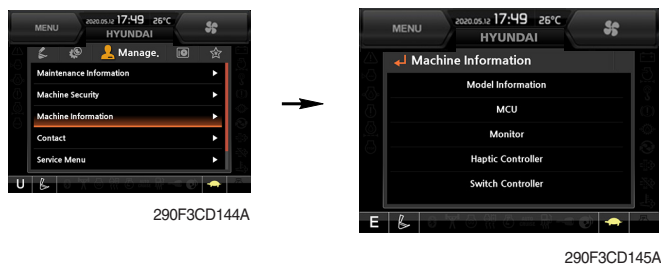 MENU
2020.05.12 17:49 26°C
HYUNDAI
Manage.
Maintenance Information
Machine Security
Machine Information
Contact
Service Menu
U
290F3CD144A
MENU
2020.05.12 17:49 26°C
HYUNDAI
Machine Information
Model Information
MCU
Monitor
Haptic Controller
Switch Controller
E
290F3CD145A